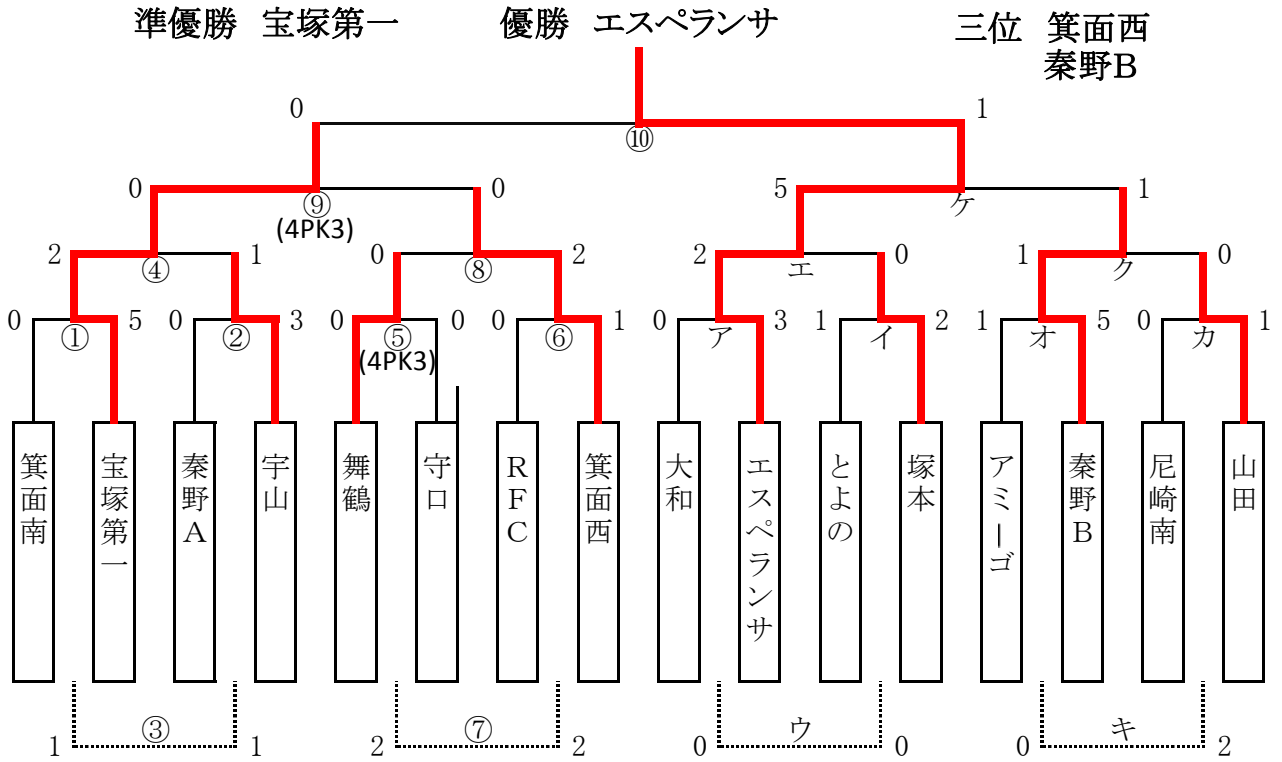 準優勝 宝塚第一 優勝 エスペランサ 三位 箕面西
秦野B
0 1
⑩
0 0 5 1
⑨ ケ
(4PK3)
2 1 0 2 2 0 1 0
④ ⑧ エ ク
0 5 0 3 0 0 0 1 0 3 1 2 1 5 0 1
① ② ⑤ ⑥ ア イ オ カ
(4PK3)
箕面南
宝塚第一
秦野A
宇山
舞鶴
守口
RFC
箕面西
大和
エスペランサ
とよの
塚本
アミーゴ
秦野B
尼崎南
山田
③ ⑦ ウ キ
1 1 2 2 0 0 0 2